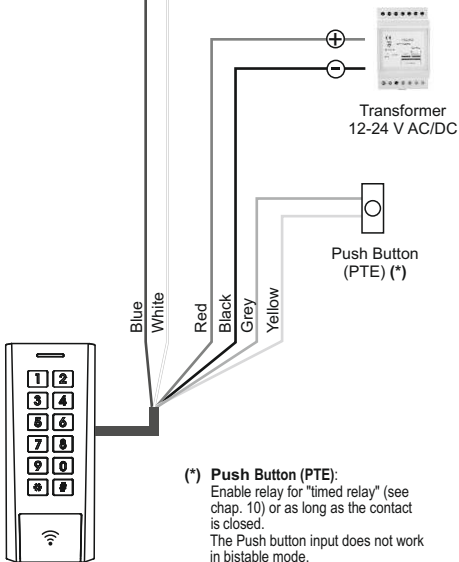 +
-
Transformer
12-24 V AC/DC
Push Button
(PTE) (*)
Blue
White
Red
Black
Grey
Yellow
1 2
3 4
5 6
7 8
9 0
* #
(*) Push Button (PTE):
Enable relay for "timed relay" (see
chap. 10) or as long as the contact
is closed.
The Push button input does not work
in bistable mode.